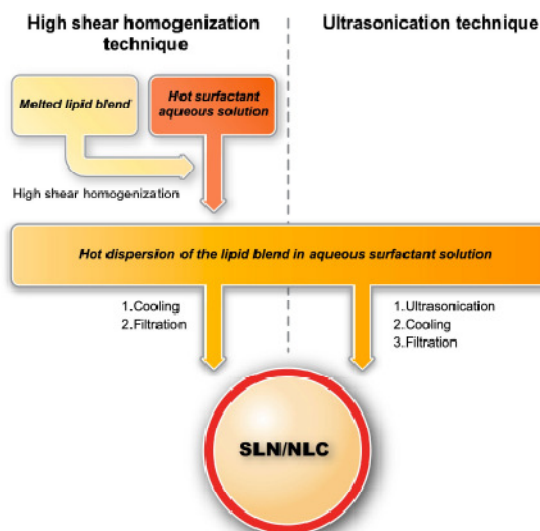 High shear homogenization
technique
Ultrasonication technique
Melted lipid blend
Hot surfactant
aqueous solution
High shear homogenization
Hot dispersion of the lipid blend in aqueous surfactant solution
1.Cooling
2.Filtration
1.Ultrasonication
2.Cooling
3.Filtration
SLN/NLC